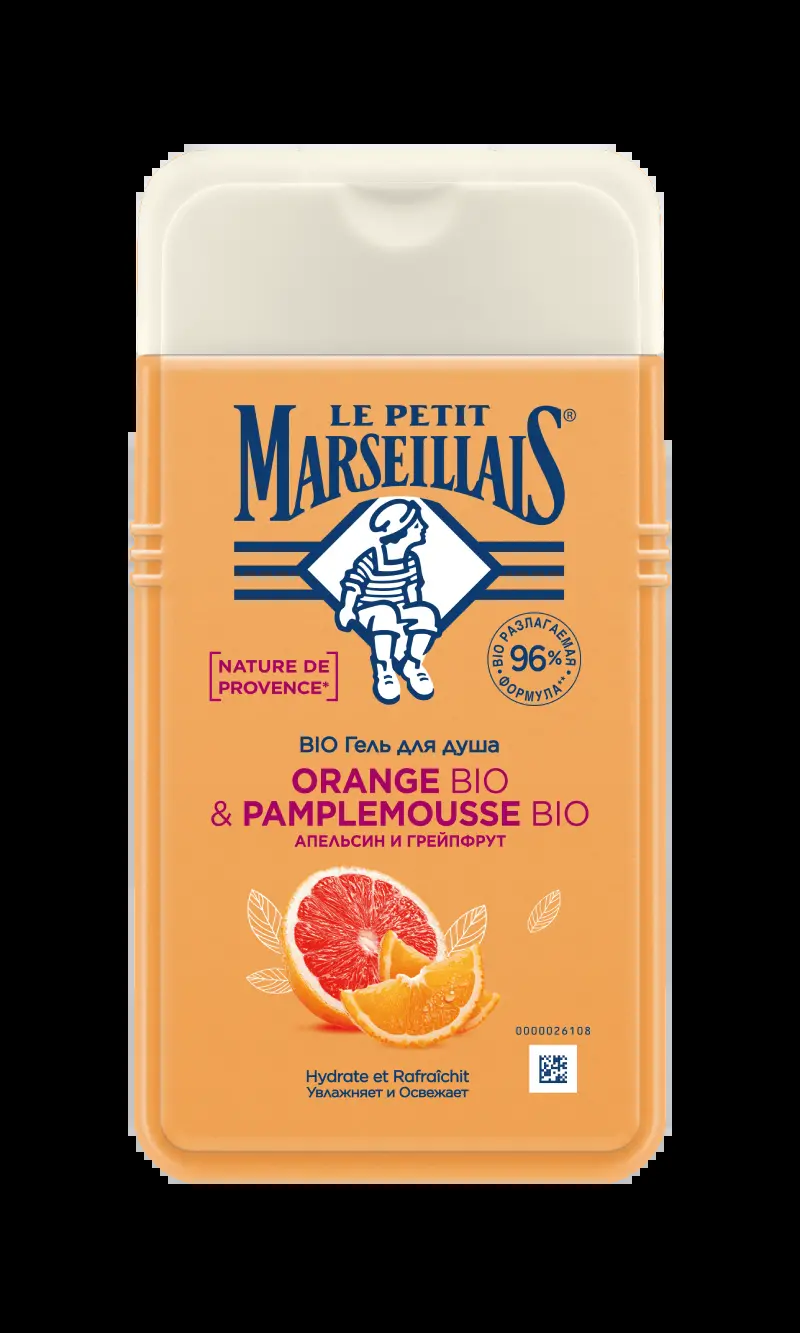 LE PETIT
MARSEILLAIS®
[NATURE DE
PROVENCE*]
BIO РАЗЛАГАЕМАЯ
96%
ФОРМУЛА**
BIO Гель для душа
ORANGE BIO
& PAMPLEMOUSSE BIO
АПЕЛЬСИН И ГРЕЙПФРУТ
0000026108
Hydrate et Rafraîchit
Увлажняет и Освежает